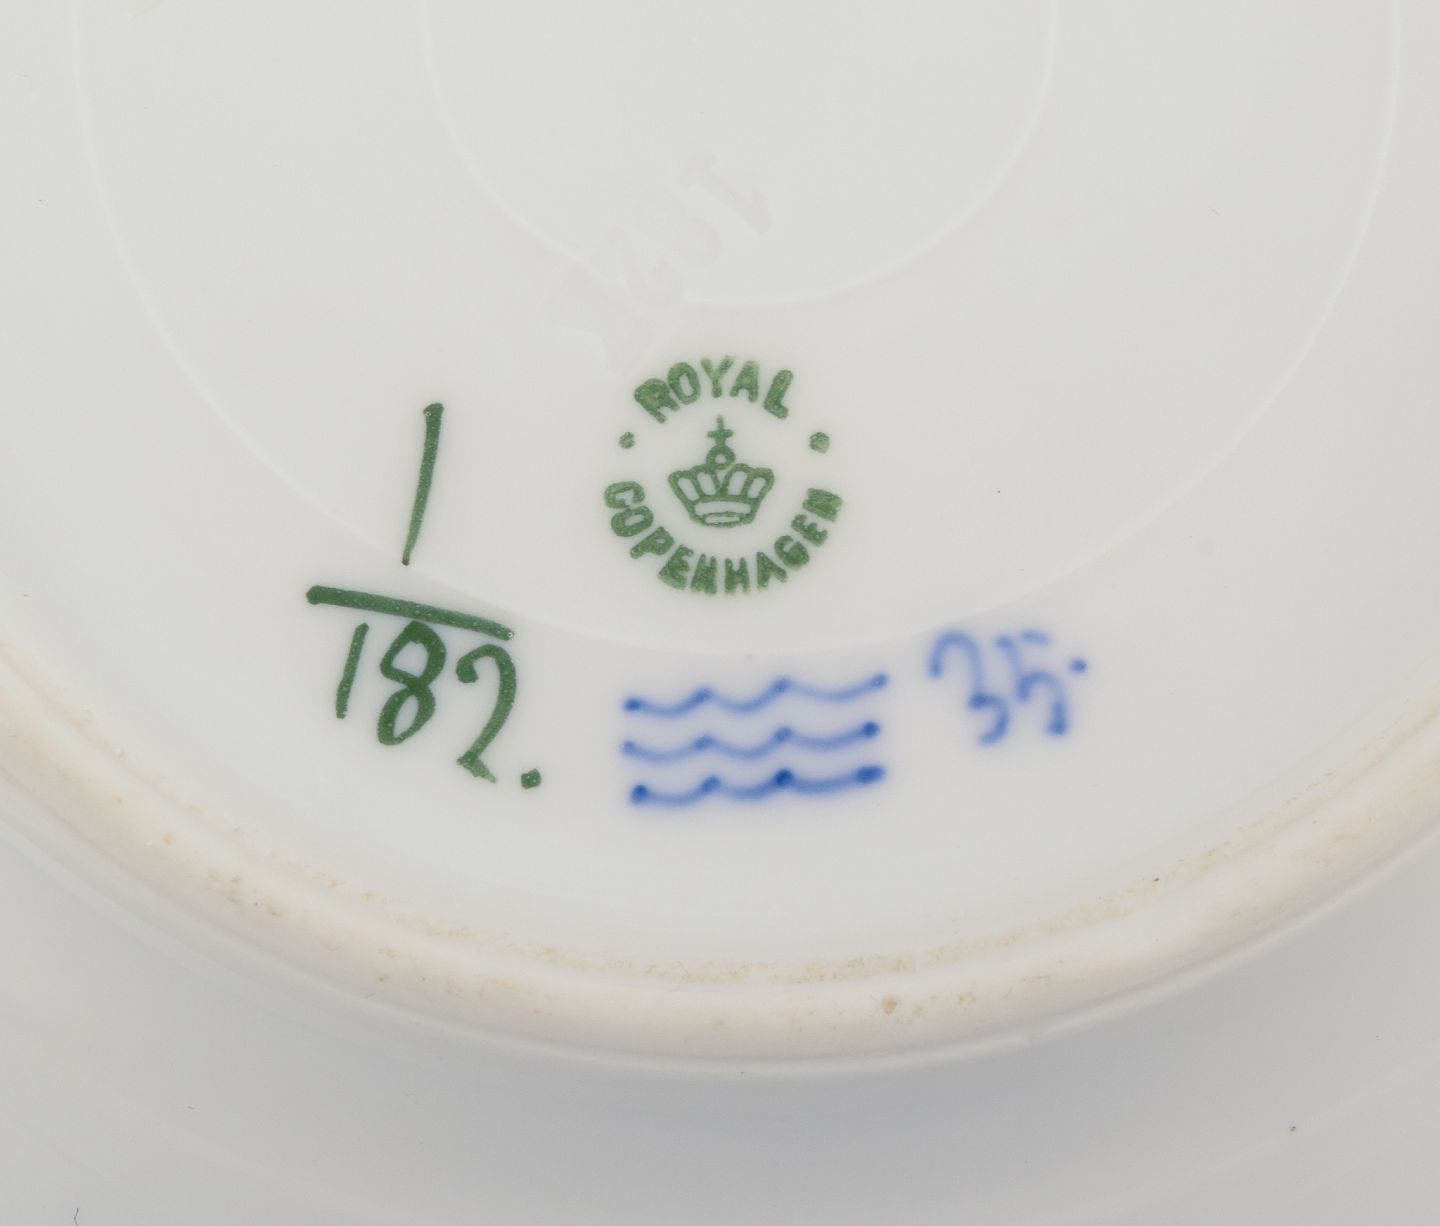 ROYAL
COPENHAGEN
1
182.
35.